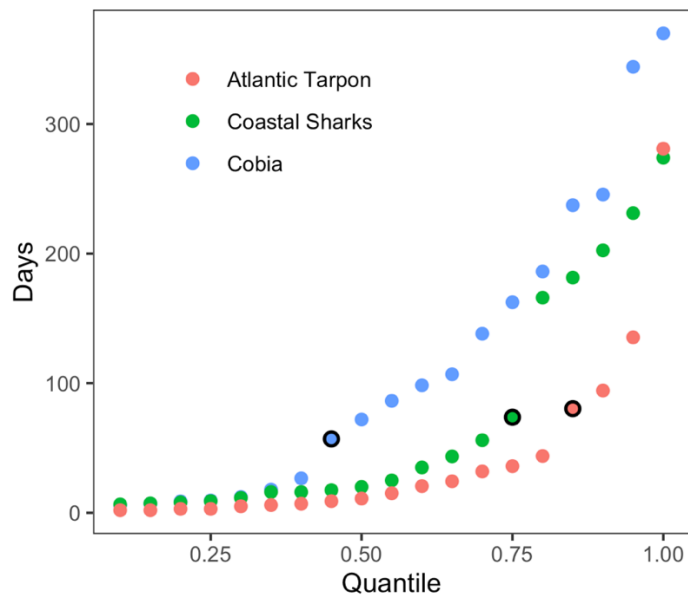 Atlantic Tarpon
Coastal Sharks
Cobia
300
200
100
0
Days
0.25 0.50 0.75 1.00
Quantile